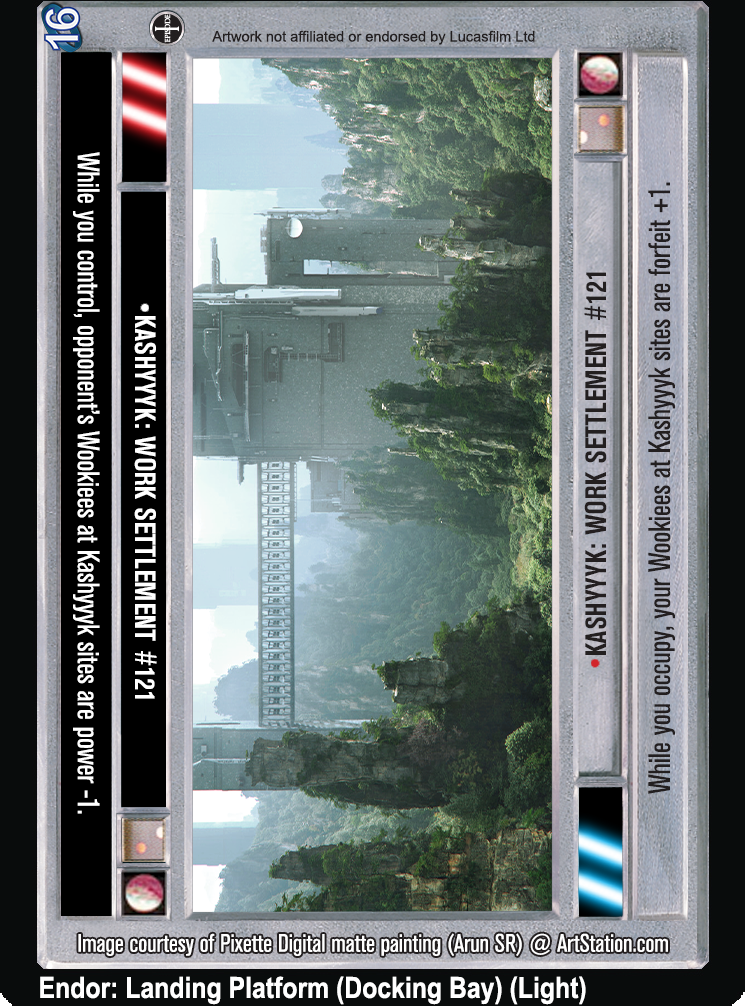 16
EPISODE I
Artwork not affiliated or endorsed by Lucasfilm Ltd
While you control, opponent's Wookiees at Kashyyyk sites are power -1.
•KASHYYYK: WORK SETTLEMENT #121
•KASHYYYK: WORK SETTLEMENT #121
While you occupy, your Wookiees at Kashyyyk sites are forfeit +1.
Image courtesy of Pixette Digital matte painting (Arun SR) @ ArtStation.com
Endor: Landing Platform (Docking Bay) (Light)